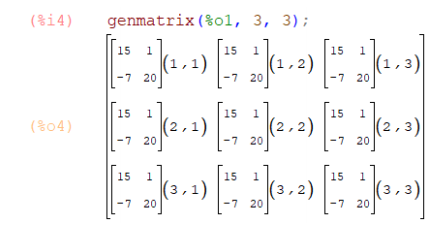 (%i4) genmatrix(%o1, 3, 3);
15 1 15 1 15 1
(1,1) (1,2) (1,3)
-7 20 -7 20 -7 20
15 1 15 1 15 1
(%o4) (2,1) (2,2) (2,3)
-7 20 -7 20 -7 20
15 1 15 1 15 1
(3,1) (3,2) (3,3)
-7 20 -7 20 -7 20